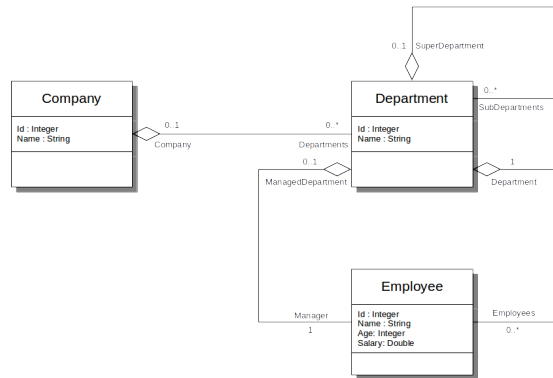 0..1
SuperDepartment
Company
Id : Integer
Name : String
0..1
Company
0..*
Departments
Department
Id : Integer
Name : String
0..*
SubDepartments
0..1
ManagedDepartment
1
Department
Employee
Id : Integer
Name : String
Age: Integer
Salary: Double
Manager
1
Employees
0..*